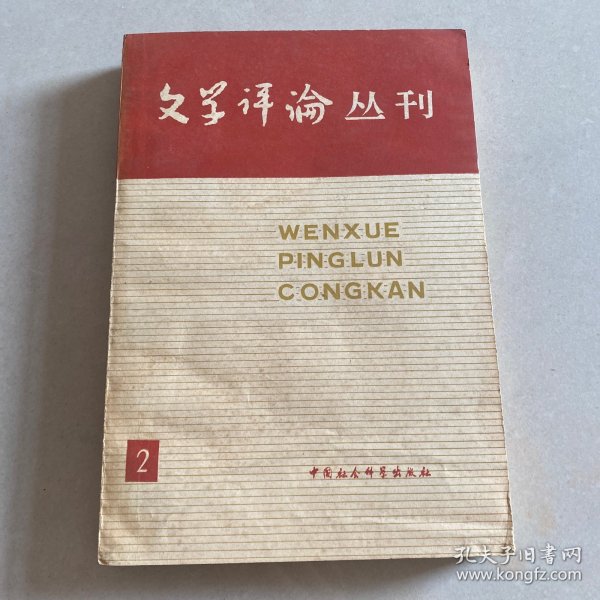 文学评论丛刊
WENXUE
PINGLUN
CONGKAN
2
中国社会科学出版社
孔夫子旧書网
www.kongfz.com